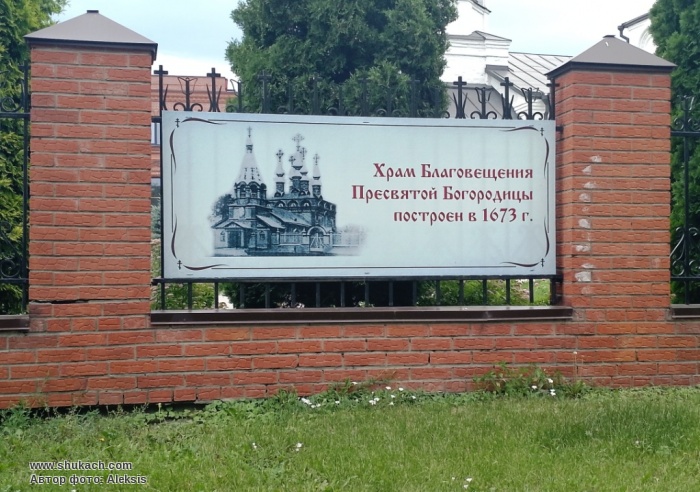 Храм Благовещения
Пресвятой Богородицы
построен в 1673 г.
www.shukach.com
Автор фото: Aleksis